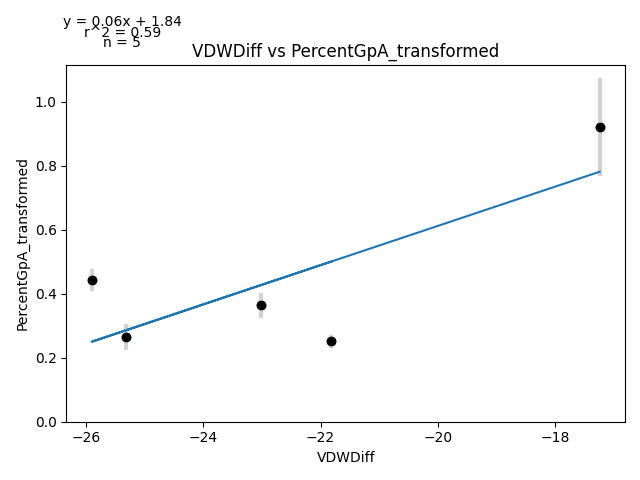 y = 0.06x + 1.84
r^2 = 0.59
n = 5
VDWDiff vs PercentGpA_transformed
1.0
0.8
0.6
0.4
0.2
0.0
PercentGpA_transformed
−26
−24
−22
−20
−18
VDWDiff